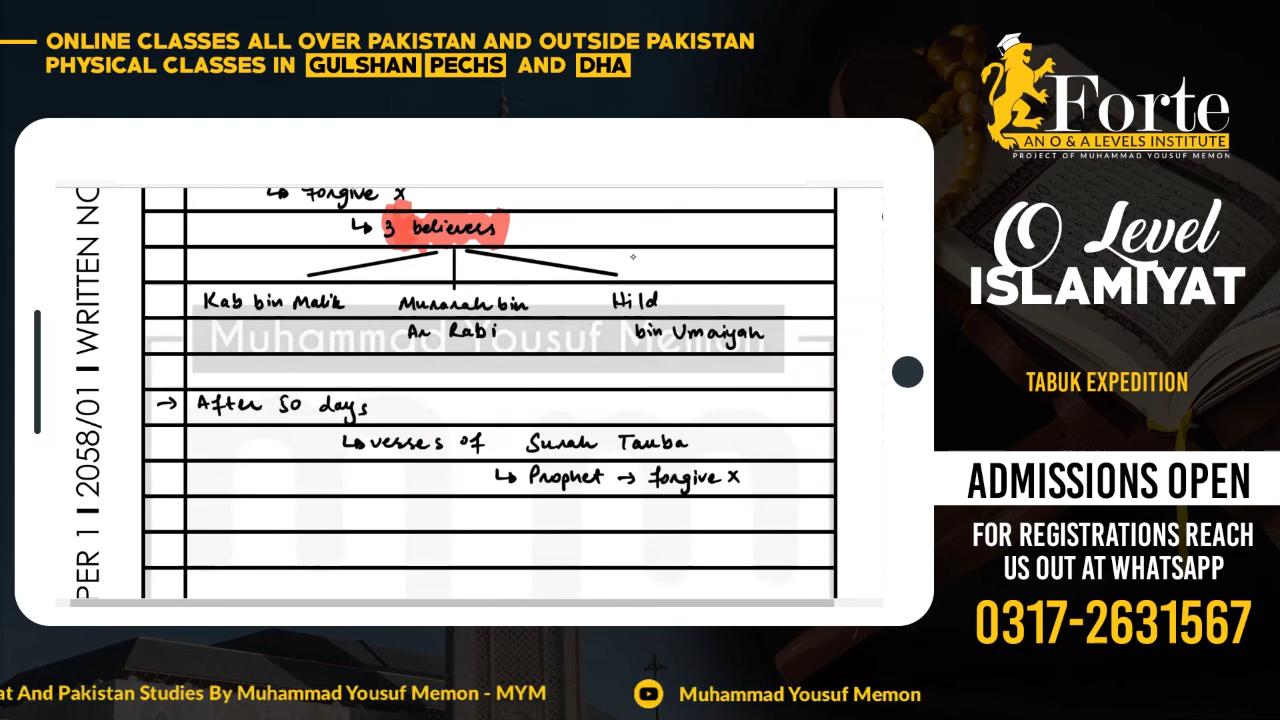 ONLINE CLASSES ALL OVER PAKISTAN AND OUTSIDE PAKISTAN
PHYSICAL CLASSES IN GULSHAN PECHS AND DHA
Forte
AN O & A LEVELS INSTITUTE
PROJECT OF MUHAMMAD YOUSUF MEMON
PER 1 I 2058/01 I WRITTEN NO
↳ forgive x
↳ 3 believers
Kab bin Malik Murarah bin Hilal
Ar Rabi bin Umaiyah
Muhammad Yousuf Memon
→ After 50 days
↳ verses of Surah Tauba
↳ Prophet → forgive x
O Level
ISLAMIYAT
TABUK EXPEDITION
ADMISSIONS OPEN
FOR REGISTRATIONS REACH
US OUT AT WHATSAPP
0317-2631567
at And Pakistan Studies By Muhammad Yousuf Memon - MYM
Muhammad Yousuf Memon